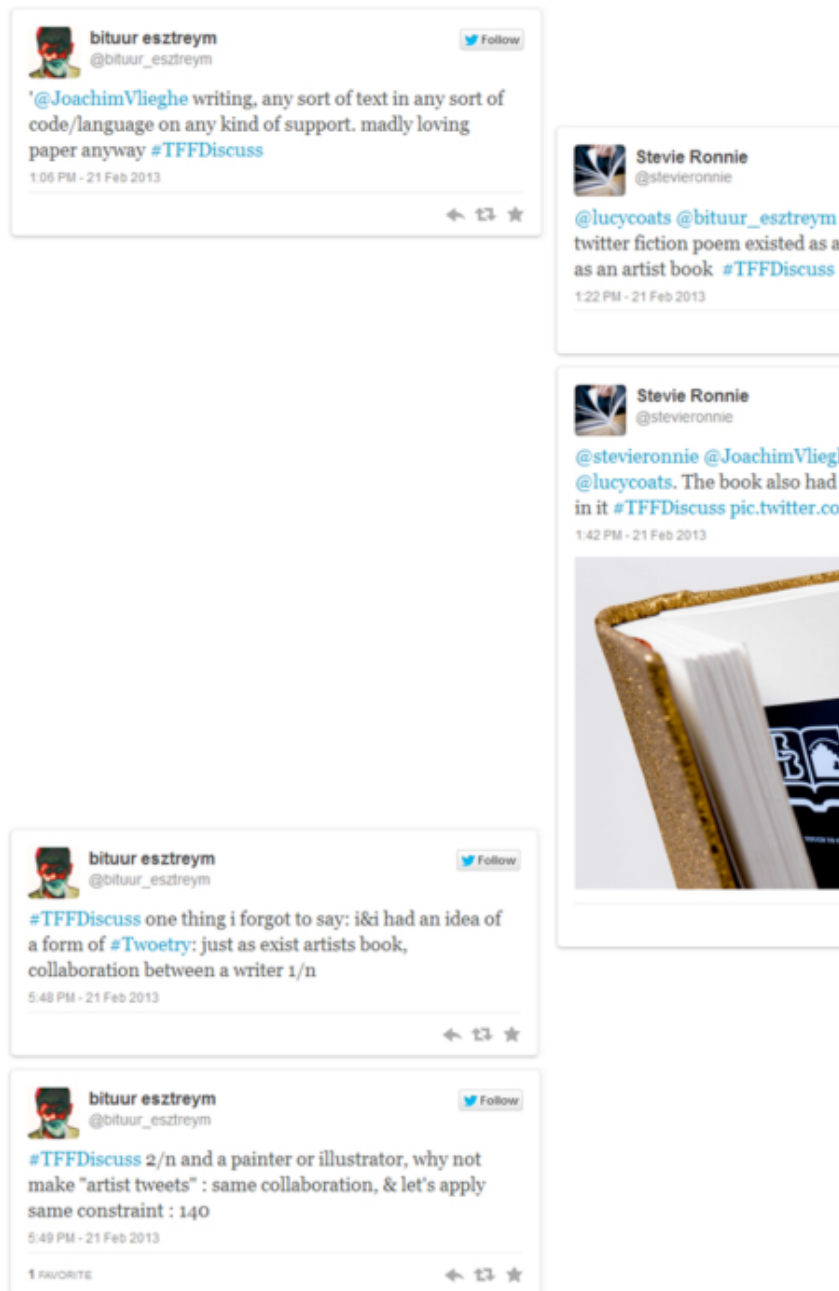 bituur esztreym
@bituur_esztreym
Follow
'@JoachimVlieghe writing, any sort of text in any sort of
code/language on any kind of support. madly loving
paper anyway #TFFDiscuss
1:06 PM - 21 Feb 2013
Stevie Ronnie
@stevieronnie
@lucycoats @bituur_esztreym
twitter fiction poem existed as a
as an artist book #TFFDiscuss
1:22 PM - 21 Feb 2013
Stevie Ronnie
@stevieronnie
@stevieronnie @JoachimVliegh
@lucycoats. The book also had
in it #TFFDiscuss pic.twitter.co
1:42 PM - 21 Feb 2013
bituur esztreym
@bituur_esztreym
Follow
#TFFDiscuss one thing i forgot to say: i&i had an idea of
a form of #Twoetry: just as exist artists book,
collaboration between a writer 1/n
5:48 PM - 21 Feb 2013
bituur esztreym
@bituur_esztreym
Follow
#TFFDiscuss 2/n and a painter or illustrator, why not
make "artist tweets" : same collaboration, & let's apply
same constraint : 140
5:49 PM - 21 Feb 2013
1 FAVORITE